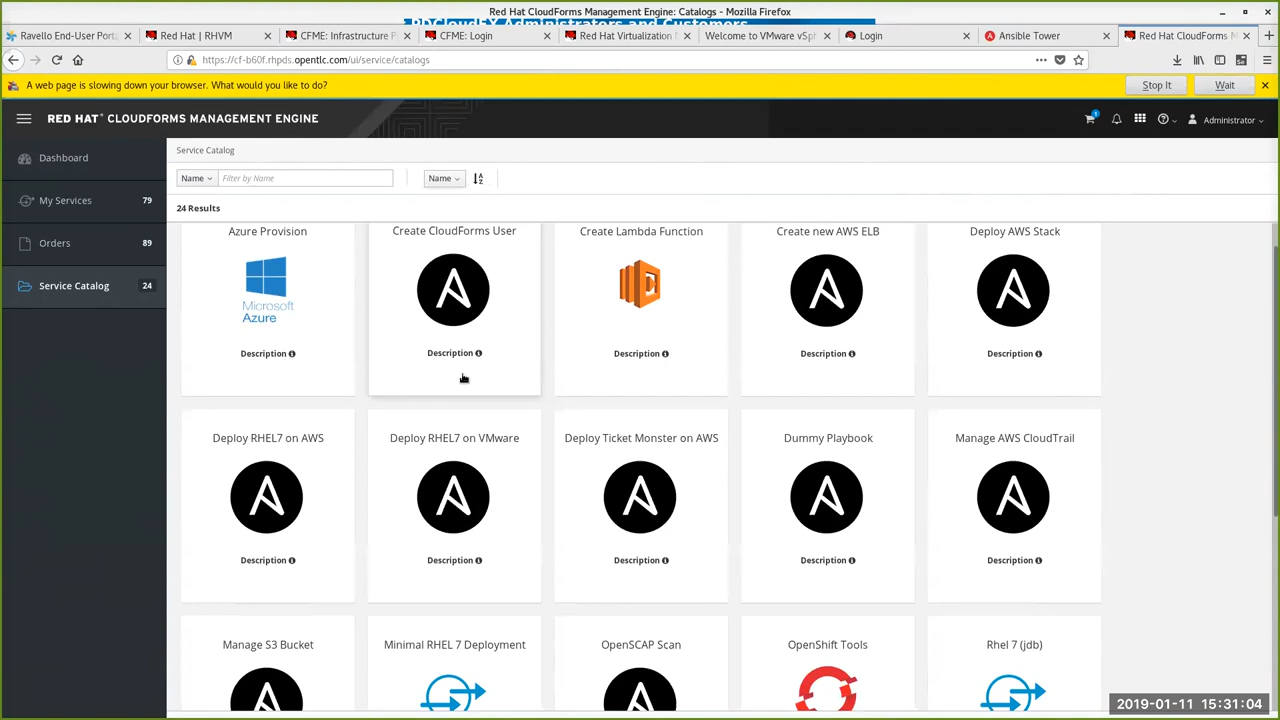 Red Hat CloudForms Management Engine: Catalogs - Mozilla Firefox
RDCloudFX Administrators and Customers
Ravello End-User Port
Red Hat | RHVM
CFME: Infrastructure P
CFME: Login
Red Hat Virtualization
Welcome to VMware vSph
Login
Ansible Tower
Red Hat CloudForms M
https://cf-b60f.rhpds.opentlc.com/ui/service/catalogs
A web page is slowing down your browser. What would you like to do?
Stop It
Wait
RED HAT® CLOUDFORMS MANAGEMENT ENGINE
1
Administrator
Dashboard
My Services 79
Orders 89
Service Catalog 24
Service Catalog
Name
Filter by Name
Name
24 Results
Azure Provision
Create CloudForms User
Create Lambda Function
Create new AWS ELB
Deploy AWS Stack
Microsoft
Azure
Description
Description
Description
Description
Description
Deploy RHEL7 on AWS
Deploy RHEL7 on VMware
Deploy Ticket Monster on AWS
Dummy Playbook
Manage AWS CloudTrail
Description
Description
Description
Description
Description
Manage S3 Bucket
Minimal RHEL 7 Deployment
OpenSCAP Scan
OpenShift Tools
Rhel 7 (jdb)
2019-01-11 15:31:04